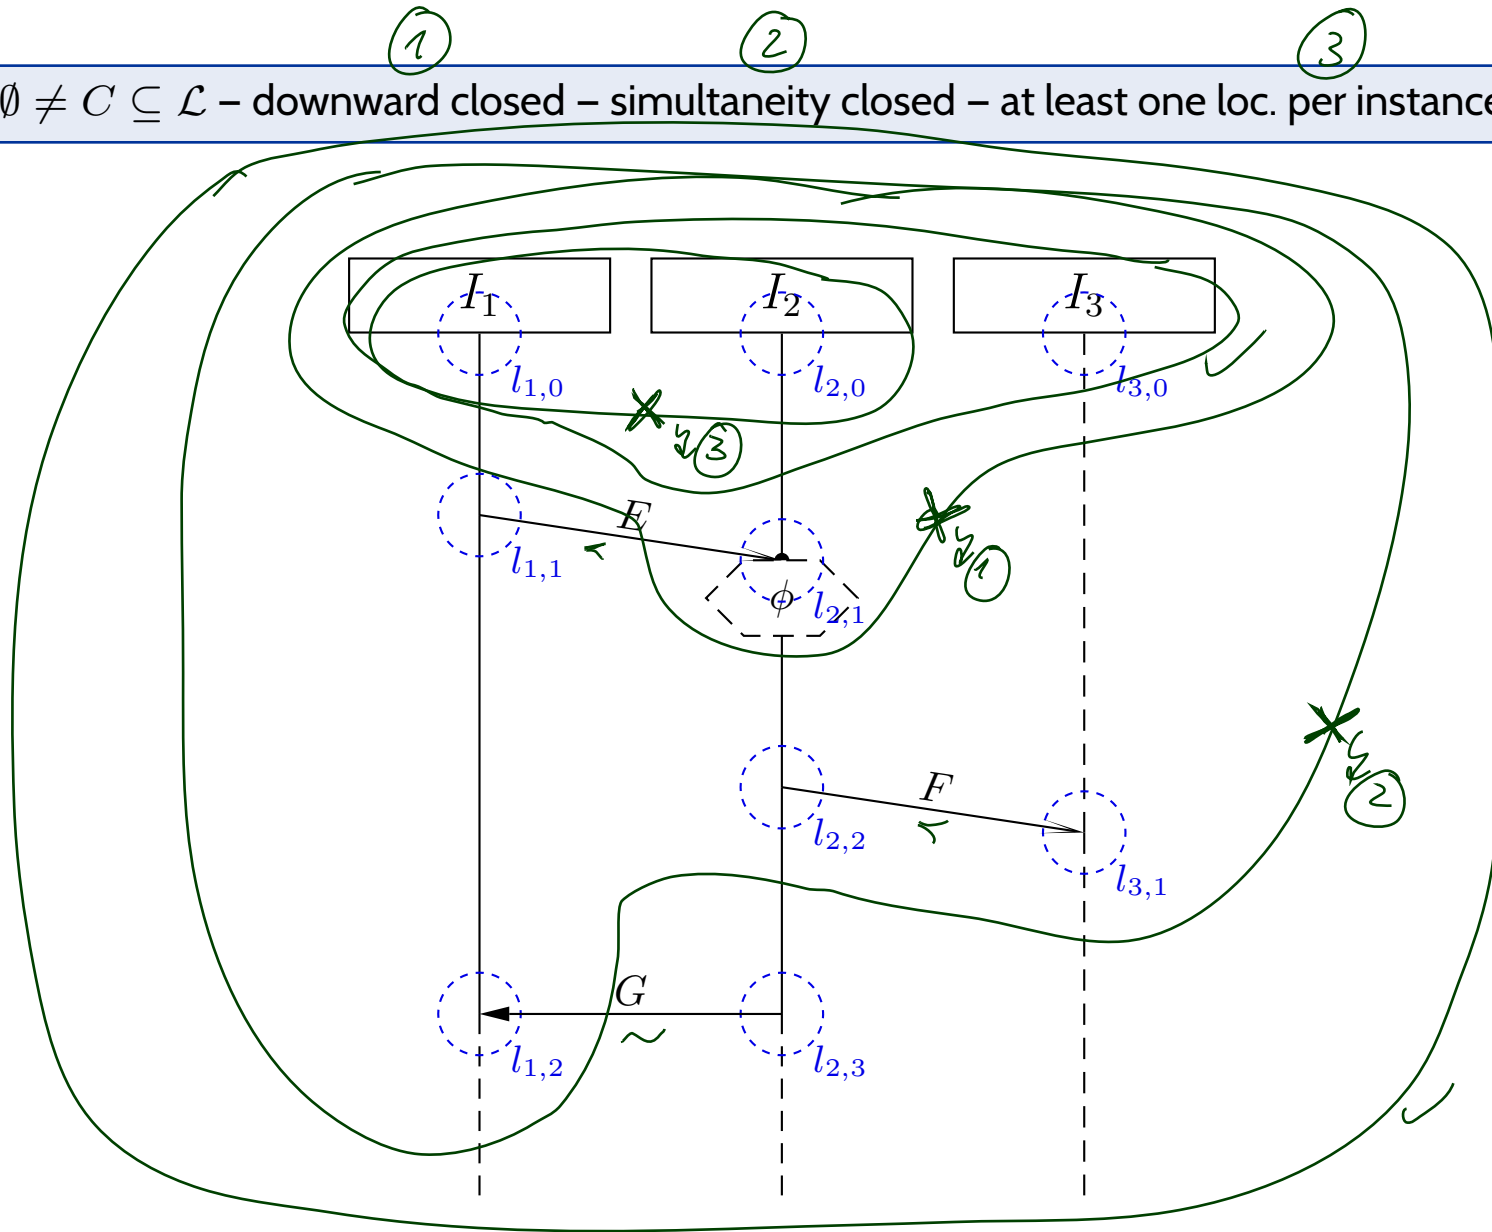 ① ② ③
∅ ≠ C ⊆ ℒ – downward closed – simultaneity closed – at least one loc. per instance
I₁ I₂ I₃
l₁,₀ l₂,₀ l₃,₀
③
E
l₁,₁ ①
ϕ l₂,₁
F ②
l₂,₂
l₃,₁
G
∼
l₁,₂ l₂,₃